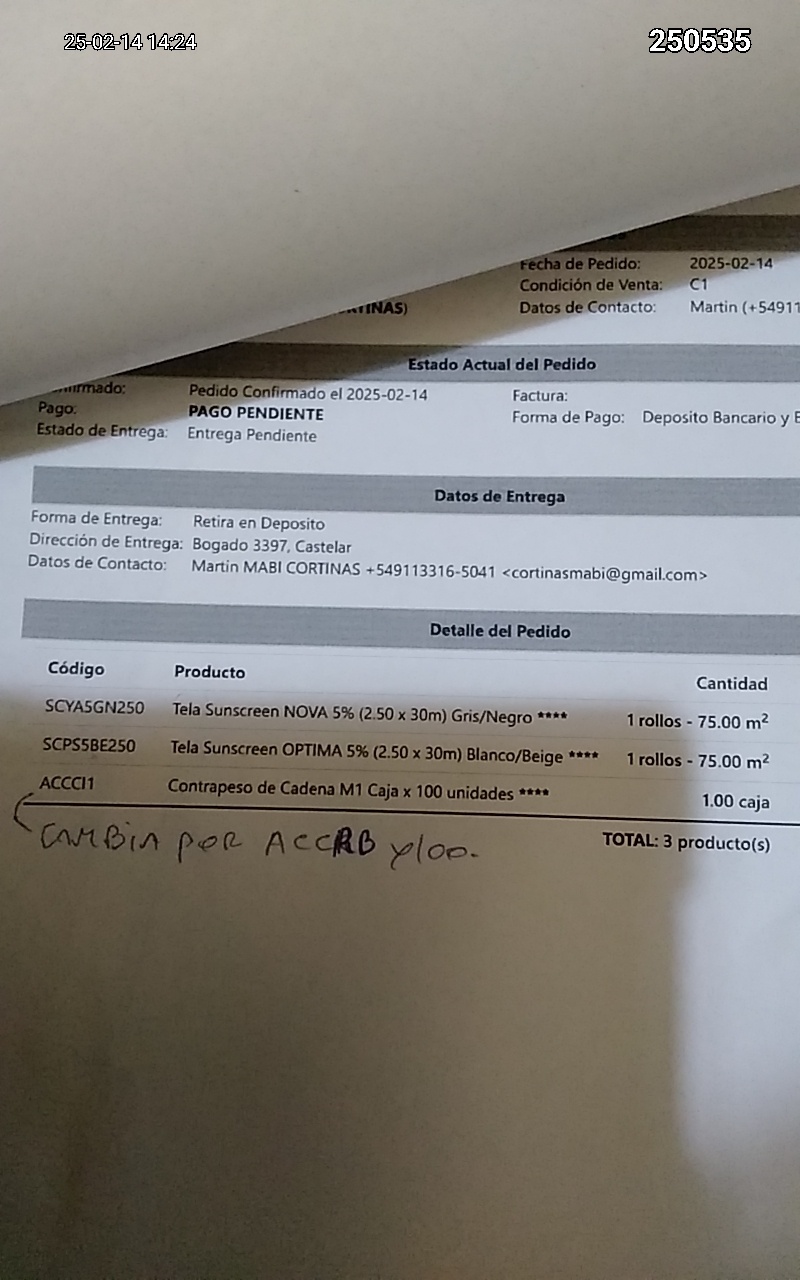 25-02-14 14:24
250535
Fecha de Pedido: 2025-02-14
Condición de Venta: C1
CORTINAS) Datos de Contacto: Martin (+54911
Estado Actual del Pedido
Pedido Confirmado el 2025-02-14 Factura:
Pago: PAGO PENDIENTE Forma de Pago: Deposito Bancario y E
Estado de Entrega: Entrega Pendiente
Datos de Entrega
Forma de Entrega: Retira en Deposito
Dirección de Entrega: Bogado 3397, Castelar
Datos de Contacto: Martin MABI CORTINAS +549113316-5041 <cortinasmabi@gmail.com>
Detalle del Pedido
Código Producto Cantidad
SCYA5GN250 Tela Sunscreen NOVA 5% (2.50 x 30m) Gris/Negro **** 1 rollos - 75.00 m²
SCPS5BE250 Tela Sunscreen OPTIMA 5% (2.50 x 30m) Blanco/Beige **** 1 rollos - 75.00 m²
ACCCI1 Contrapeso de Cadena M1 Caja x 100 unidades **** 1.00 caja
TOTAL: 3 producto(s)
CAMBIA POR ACCRB x100.